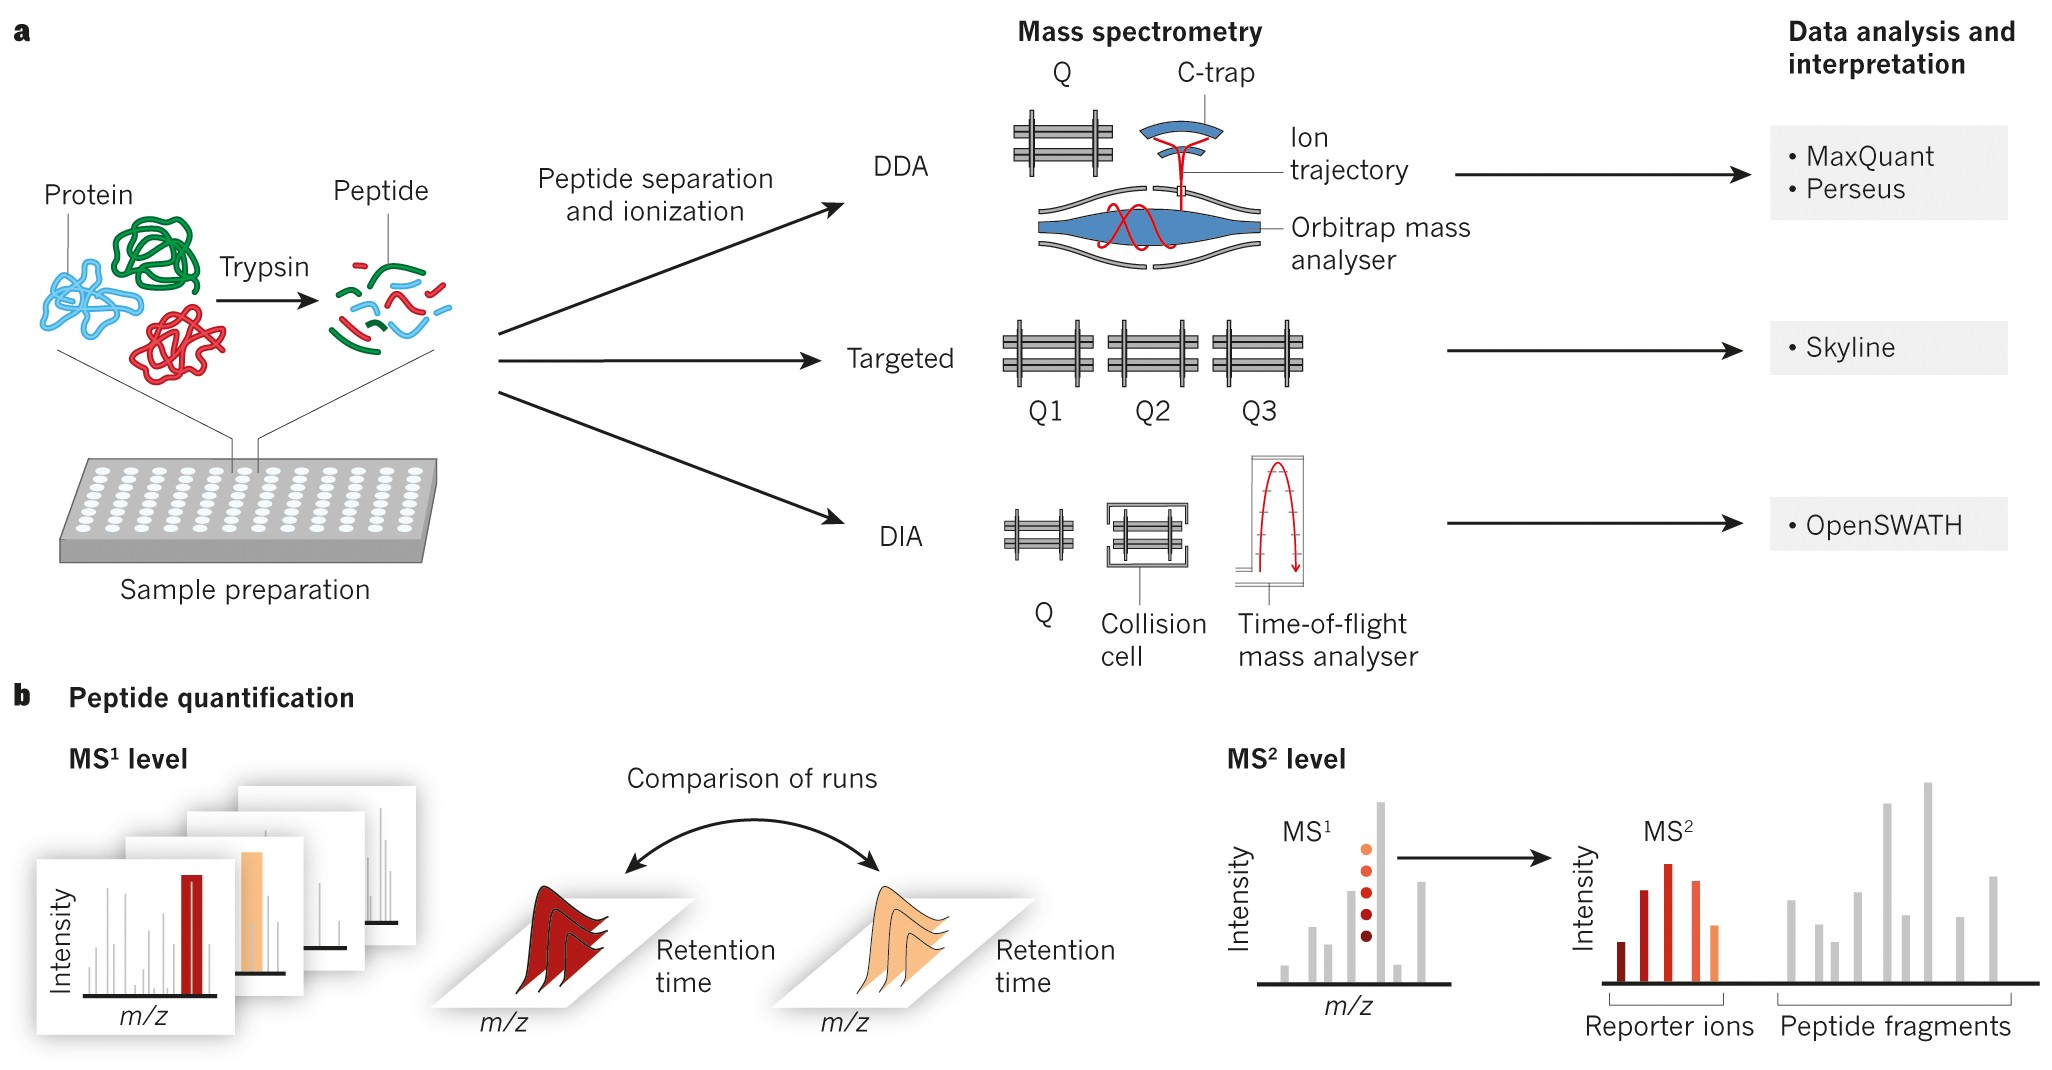 a
Mass spectrometry
Data analysis and
interpretation
Protein
Peptide
Trypsin
Sample preparation
Peptide separation
and ionization
DDA
Q
C-trap
Ion
trajectory
Orbitrap mass
analyser
• MaxQuant
• Perseus
Targeted
Q1
Q2
Q3
• Skyline
DIA
Q
Collision
cell
Time-of-flight
mass analyser
• OpenSWATH
b
Peptide quantification
MS¹ level
Intensity
m/z
Comparison of runs
Retention
time
m/z
Retention
time
m/z
MS² level
MS¹
Intensity
m/z
MS²
Intensity
Reporter ions
Peptide fragments